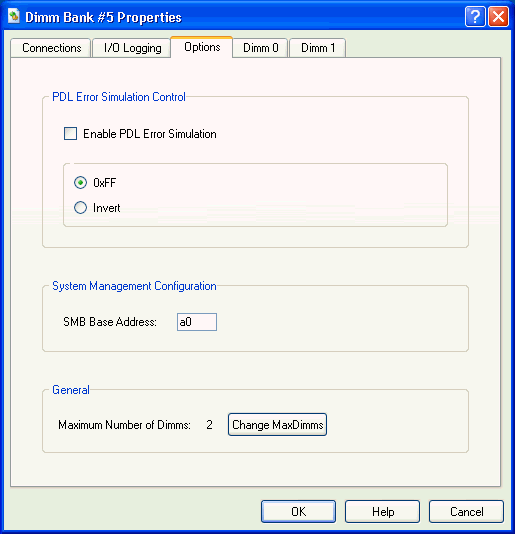 Dimm Bank #5 Properties
Connections I/O Logging Options Dimm 0 Dimm 1
PDL Error Simulation Control
Enable PDL Error Simulation
0xFF
Invert
System Management Configuration
SMB Base Address: a0
General
Maximum Number of Dimms: 2 Change MaxDimms
OK Help Cancel